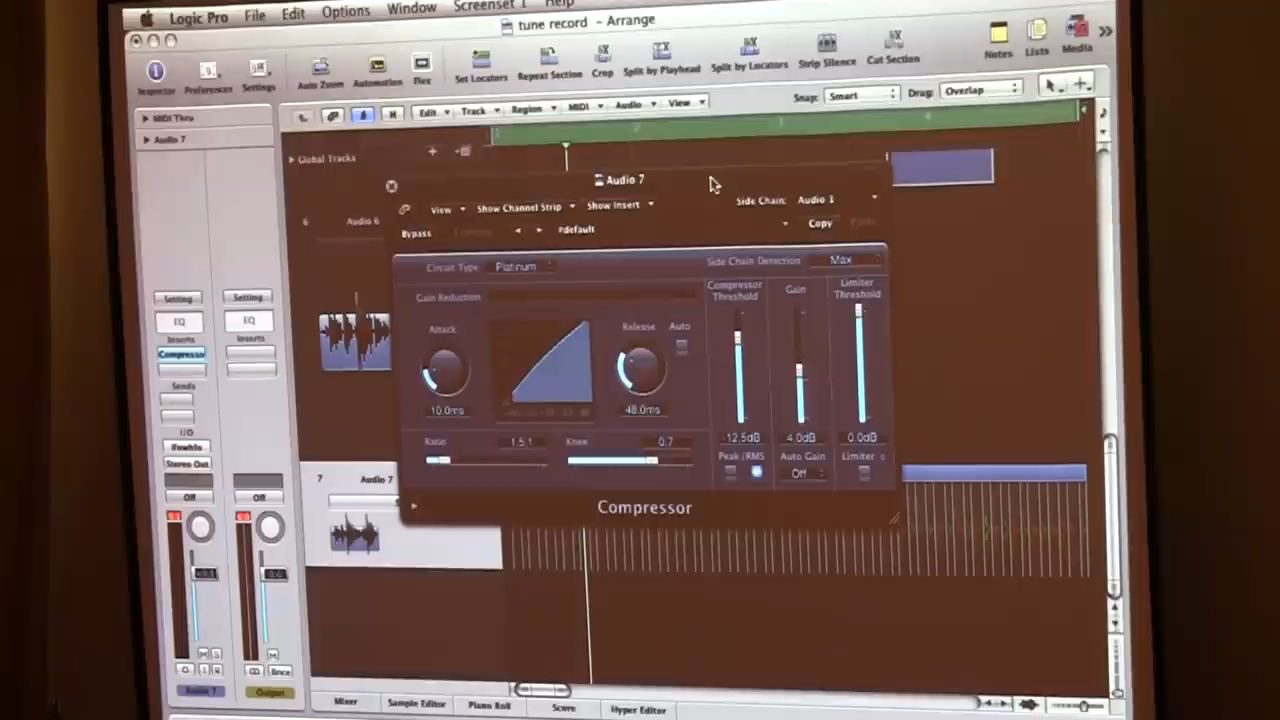 Logic Pro File Edit Options Window Screenset 1 Help
tune record - Arrange
Inspector Preferences Settings Auto Zoom Automation Flex Set Locators Repeat Section Crop Split by Playhead Split by Locators Strip Silence Cut Section Notes Lists Media
Edit Track Region MIDI Audio View Snap: Smart Drag: Overlap
MIDI Thru
Audio 7
Global Tracks
Audio 7
6 Audio 6
View Show Channel Strip Show Insert Side Chain: Audio 1
Bypass #default Copy
Circuit Type Platinum Side Chain Detection Max
Gain Reduction
Compressor Threshold Gain Limiter Threshold
Attack Release Auto
10.0ms 48.0ms
Ratio 1.5:1 Knee 0.7
-12.5dB 4.0dB 0.0dB
Peak/RMS Auto Gain Limiter
Off
Compressor
Setting Setting
EQ EQ
Inserts Inserts
Compressor
Sends
I/O
Stereo Out
Off Off
7 Audio 7
M S M
I R Bnce
Audio 7 Output
Mixer Sample Editor Piano Roll Score Hyper Editor